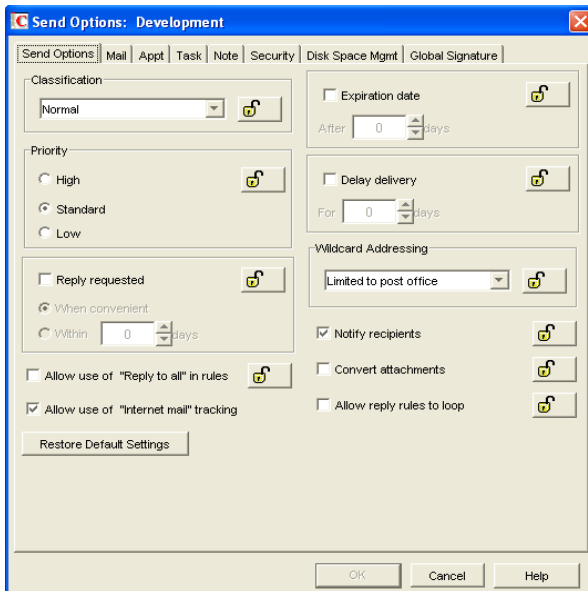 Send Options: Development
Send Options Mail Appt Task Note Security Disk Space Mgmt Global Signature
Classification
Normal
Priority
High
Standard
Low
Reply requested
When convenient
Within 0 days
Allow use of "Reply to all" in rules
Allow use of "Internet mail" tracking
Restore Default Settings
Expiration date
After 0 days
Delay delivery
For 0 days
Wildcard Addressing
Limited to post office
Notify recipients
Convert attachments
Allow reply rules to loop
OK Cancel Help